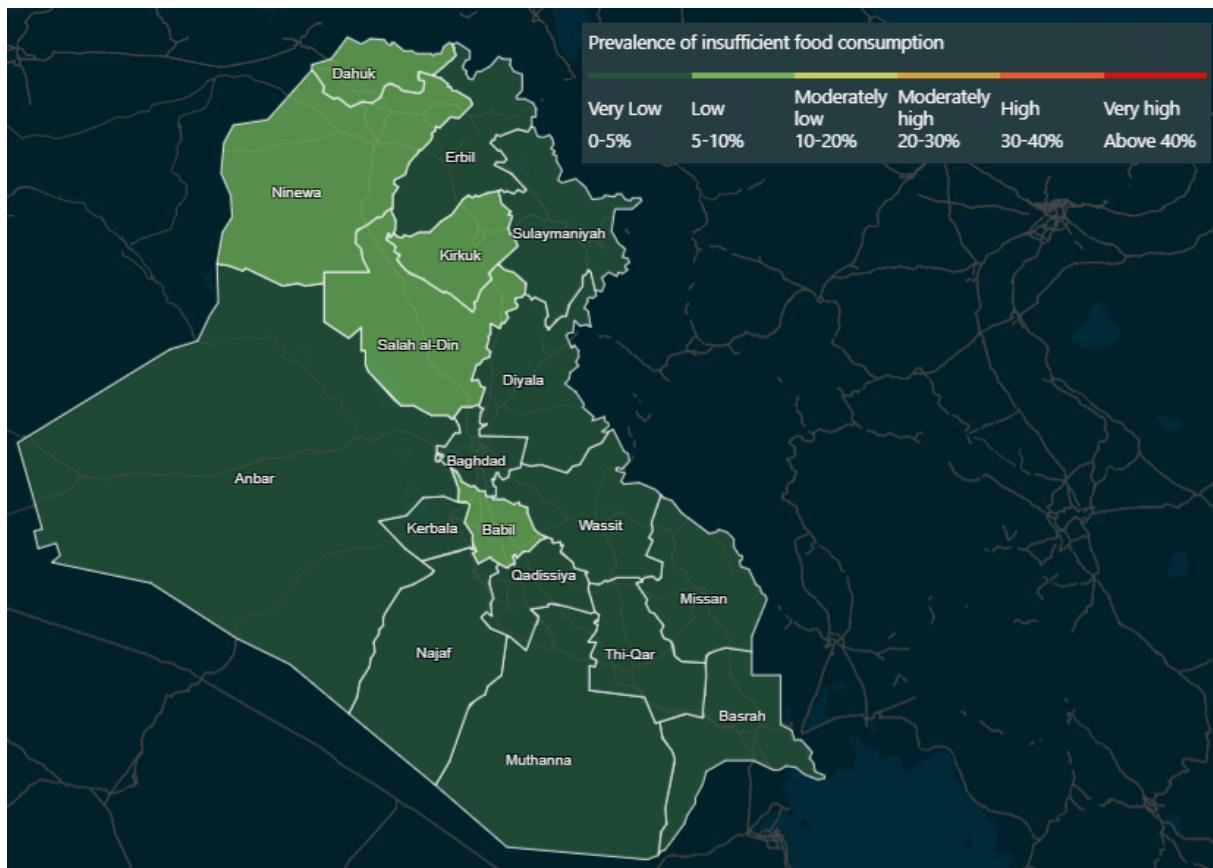 Prevalence of insufficient food consumption
Very Low
Low
Moderately
low
Moderately
high
High
Very high
0-5%
5-10%
10-20%
20-30%
30-40%
Above 40%
Dahuk
Erbil
Ninewa
Sulaymaniyah
Kirkuk
Salah al-Din
Diyala
Baghdad
Anbar
Kerbala
Babil
Wassit
Qadissiya
Missan
Najaf
Thi-Qar
Basrah
Muthanna